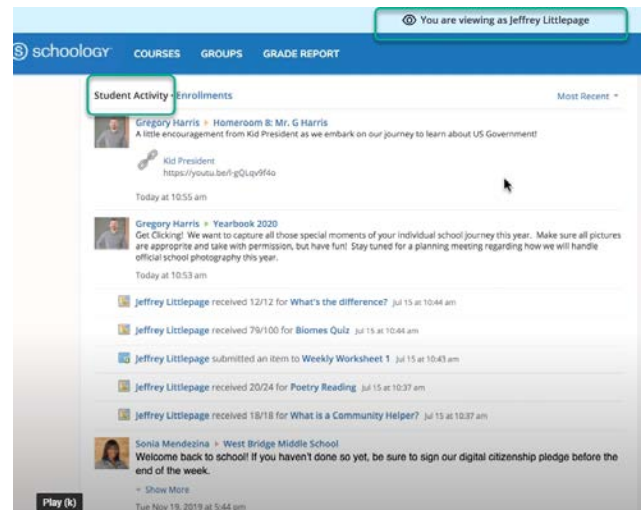 You are viewing as Jeffrey Littlepage
S schoology COURSES GROUPS GRADE REPORT
Student Activity · Enrollments Most Recent
Gregory Harris ▸ Homeroom 8: Mr. G Harris
A little encouragement from Kid President as we embark on our journey to learn about US Government!
Kid President
https://youtu.be/l-gQLqv9f4o
Today at 10:55 am
Gregory Harris ▸ Yearbook 2020
Get Clicking! We want to capture all those special moments of your individual school journey this year. Make sure all pictures
are approprite and take with permission, but have fun! Stay tuned for a planning meeting regarding how we will handle
official school photography this year.
Today at 10:53 am
Jeffrey Littlepage received 12/12 for What's the difference? Jul 15 at 10:44 am
Jeffrey Littlepage received 79/100 for Biomes Quiz Jul 15 at 10:44 am
Jeffrey Littlepage submitted an item to Weekly Worksheet 1 Jul 15 at 10:43 am
Jeffrey Littlepage received 20/24 for Poetry Reading Jul 15 at 10:37 am
Jeffrey Littlepage received 18/18 for What is a Community Helper? Jul 15 at 10:37 am
Sonia Mendezina ▸ West Bridge Middle School
Welcome back to school! If you haven't done so yet, be sure to sign our digital citizenship pledge before the
end of the week.
Show More
Play (k) Tue Nov 19, 2019 at 5:44 pm